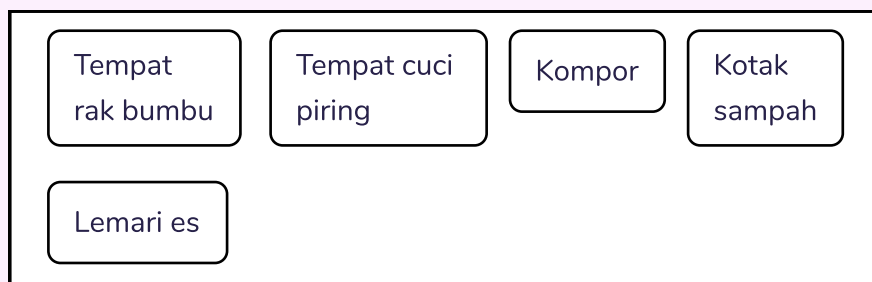 Tempat
rak bumbu
Tempat cuci
piring
Kompor
Kotak
sampah
Lemari es